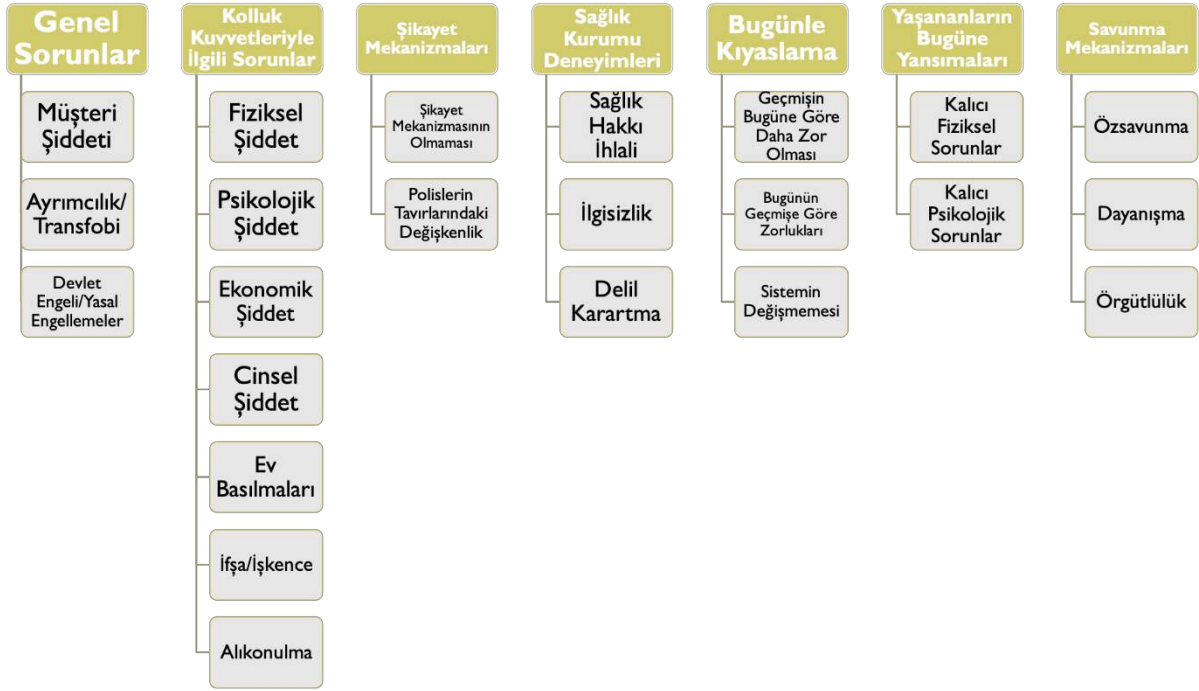 Genel
Sorunlar
Müşteri
Şiddeti
Ayrımcılık/
Transfobi
Devlet
Engeli/Yasal
Engellemeler
Kolluk
Kuvvetleriyle
İlgili Sorunlar
Fiziksel
Şiddet
Psikolojik
Şiddet
Ekonomik
Şiddet
Cinsel
Şiddet
Ev
Basılmaları
İfşa/İşkence
Alıkonulma
Şikayet
Mekanizmaları
Şikayet
Mekanizmasının
Olmaması
Polislerin
Tavırlarındaki
Değişkenlik
Sağlık
Kurumu
Deneyimleri
Sağlık
Hakkı
İhlali
İlgisizlik
Delil
Karartma
Bugünle
Kıyaslama
Geçmişin
Bugüne Göre
Daha Zor
Olması
Bugünün
Geçmişe Göre
Zorlukları
Sistemin
Değişmemesi
Yaşananların
Bugüne
Yansımaları
Kalıcı
Fiziksel
Sorunlar
Kalıcı
Psikolojik
Sorunlar
Savunma
Mekanizmaları
Özsavunma
Dayanışma
Örgütlülük